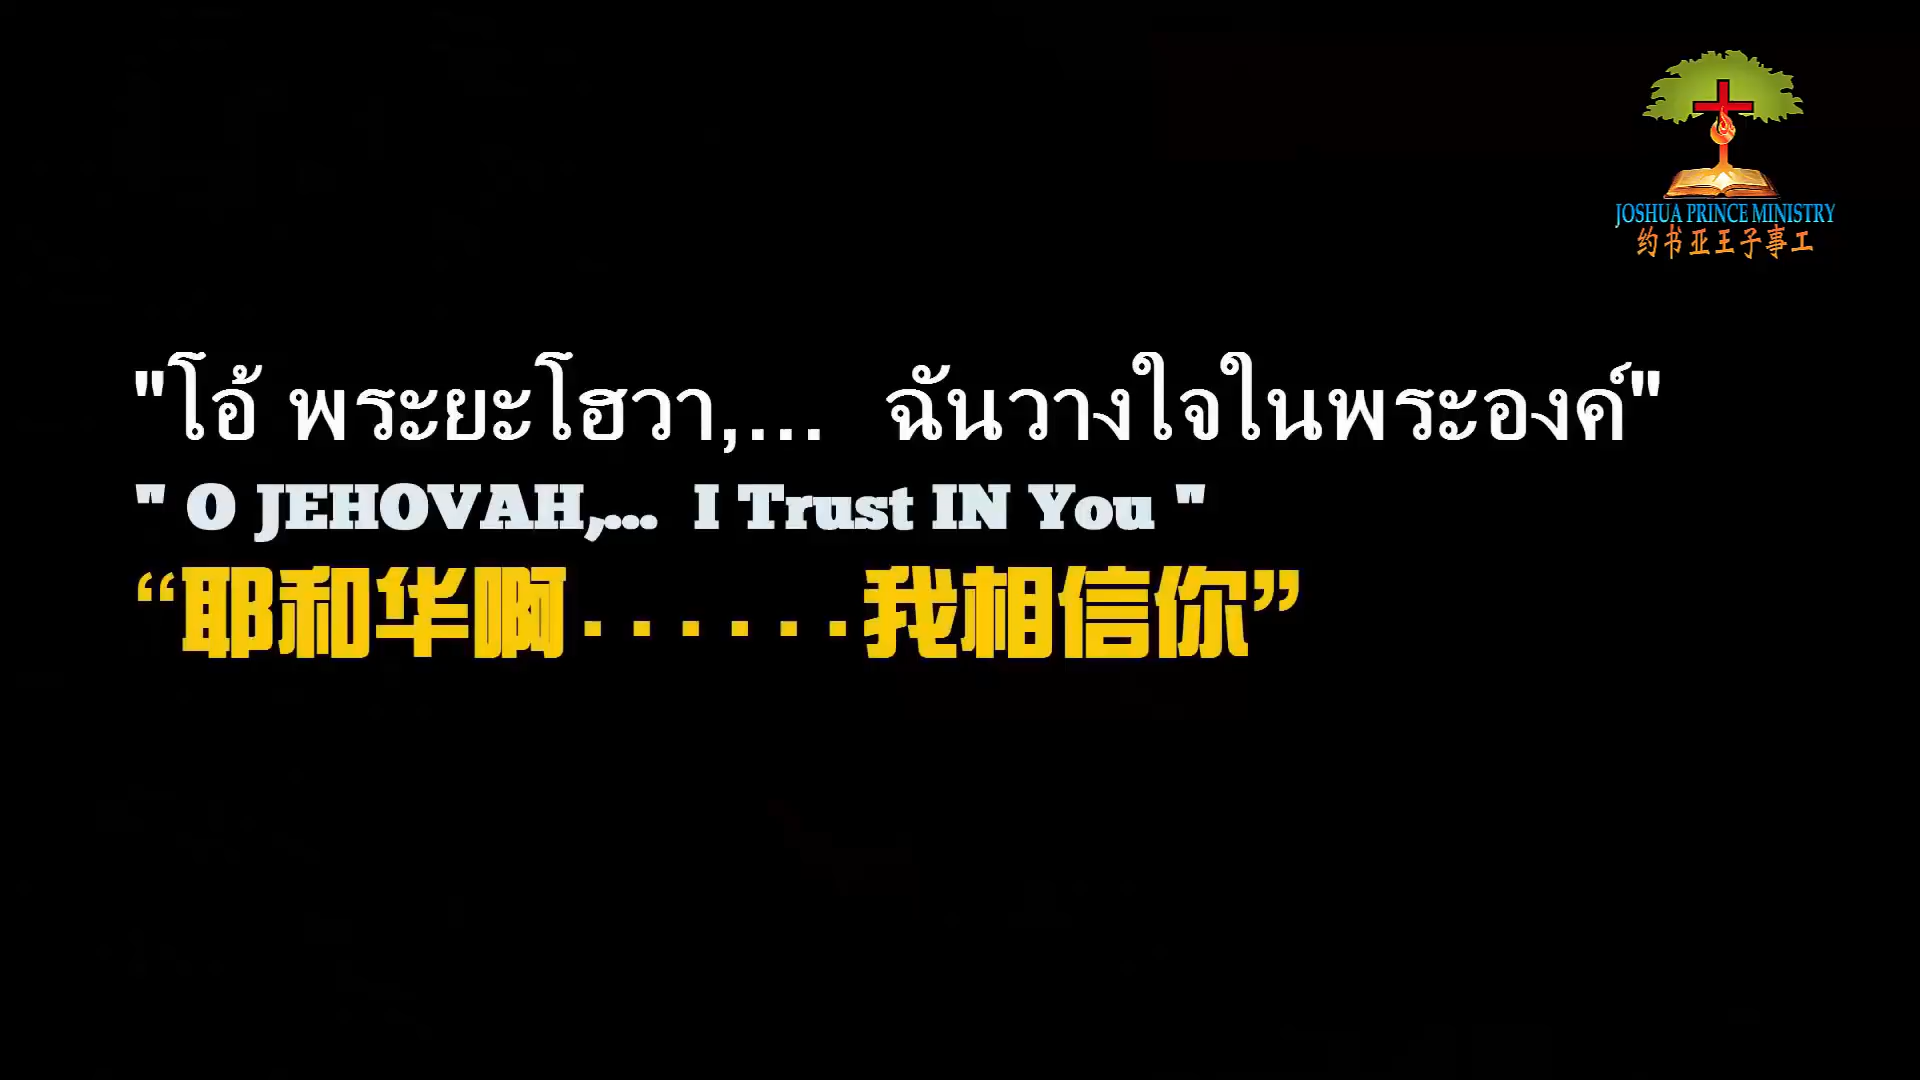 JOSHUA PRINCE MINISTRY
约书亚王子事工
"โอ้ พระยะโฮวา,... ฉันวางใจในพระองค์"
" O JEHOVAH,... I Trust IN You "
“耶和华啊······我相信你”